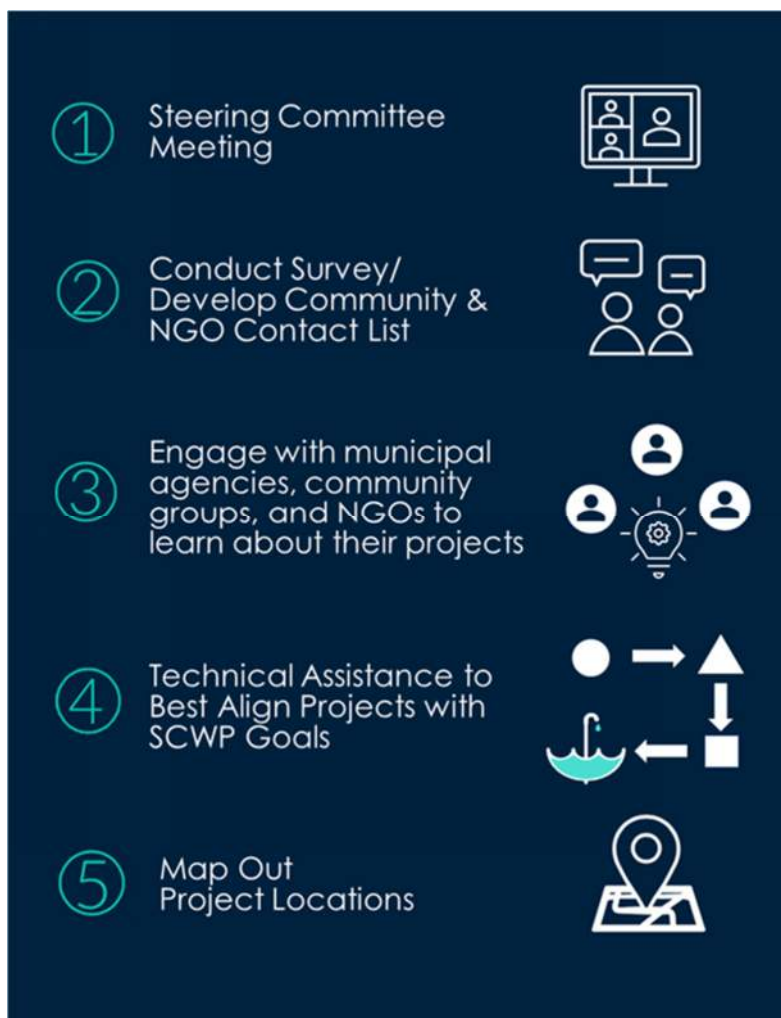 1 Steering Committee
Meeting
2 Conduct Survey/
Develop Community &
NGO Contact List
3 Engage with municipal
agencies, community
groups, and NGOs to
learn about their projects
4 Technical Assistance to
Best Align Projects with
SCWP Goals
5 Map Out
Project Locations